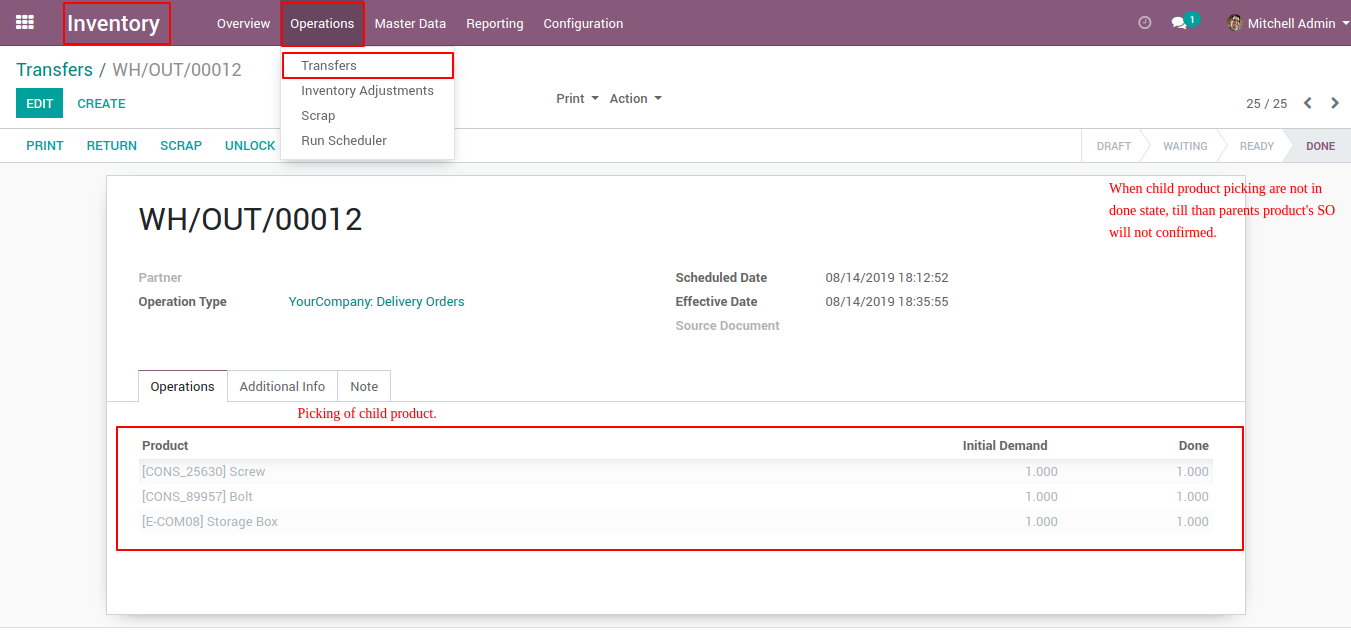 Inventory Overview Operations Master Data Reporting Configuration 1 Mitchell Admin
Transfers / WH/OUT/00012
Transfers
Inventory Adjustments
Scrap
Run Scheduler
EDIT CREATE Print Action 25 / 25
PRINT RETURN SCRAP UNLOCK DRAFT WAITING READY DONE
When child product picking are not in
done state, till than parents product's SO
will not confirmed.
WH/OUT/00012
Partner
Operation Type YourCompany: Delivery Orders
Scheduled Date 08/14/2019 18:12:52
Effective Date 08/14/2019 18:35:55
Source Document
Operations Additional Info Note
Picking of child product.
Product Initial Demand Done
[CONS_25630] Screw 1.000 1.000
[CONS_89957] Bolt 1.000 1.000
[E-COM08] Storage Box 1.000 1.000